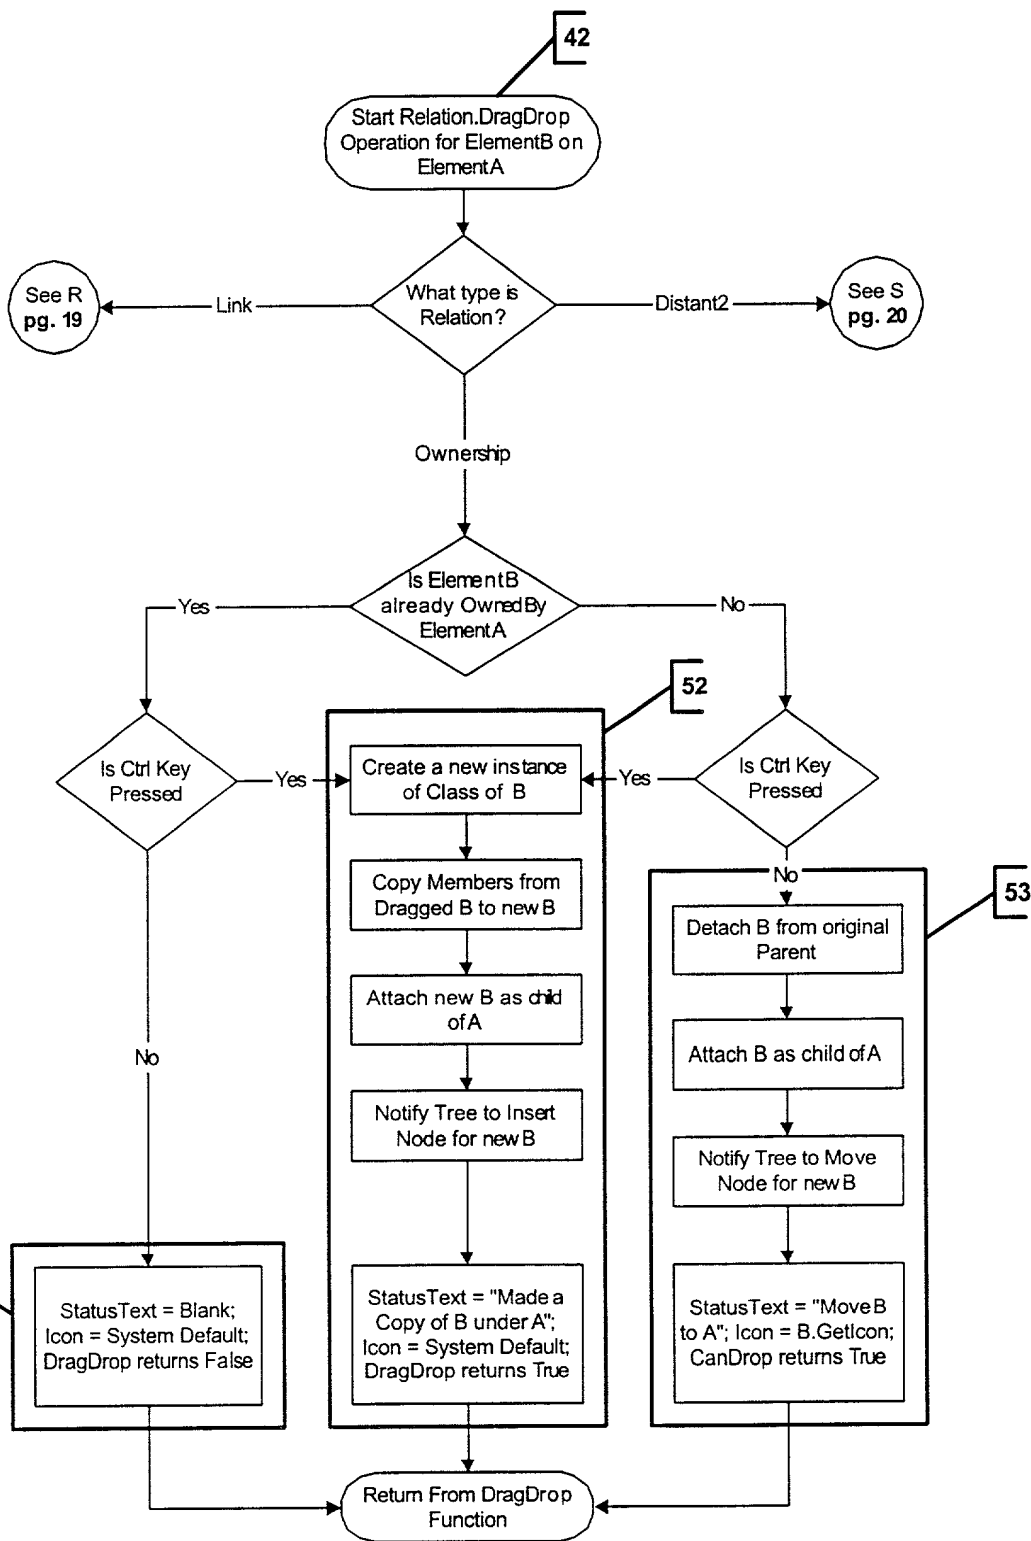 42
Start Relation.DragDrop
Operation for ElementB on
ElementA
What type is
Relation?
Link
See R
pg. 19
Distant2
See S
pg. 20
Ownership
Is ElementB
already OwnedBy
ElementA
Yes
No
52
Is Ctrl Key
Pressed
Yes
Create a new instance
of Class of B
Yes
Is Ctrl Key
Pressed
No
53
Copy Members from
Dragged B to new B
Detach B from original
Parent
Attach new B as child
of A
Attach B as child of A
No
Notify Tree to Insert
Node for new B
Notify Tree to Move
Node for new B
StatusText = Blank;
Icon = System Default;
DragDrop returns False
StatusText = "Made a
Copy of B under A";
Icon = System Default;
DragDrop returns True
StatusText = "Move B
to A"; Icon = B.GetIcon;
CanDrop returns True
Return From DragDrop
Function